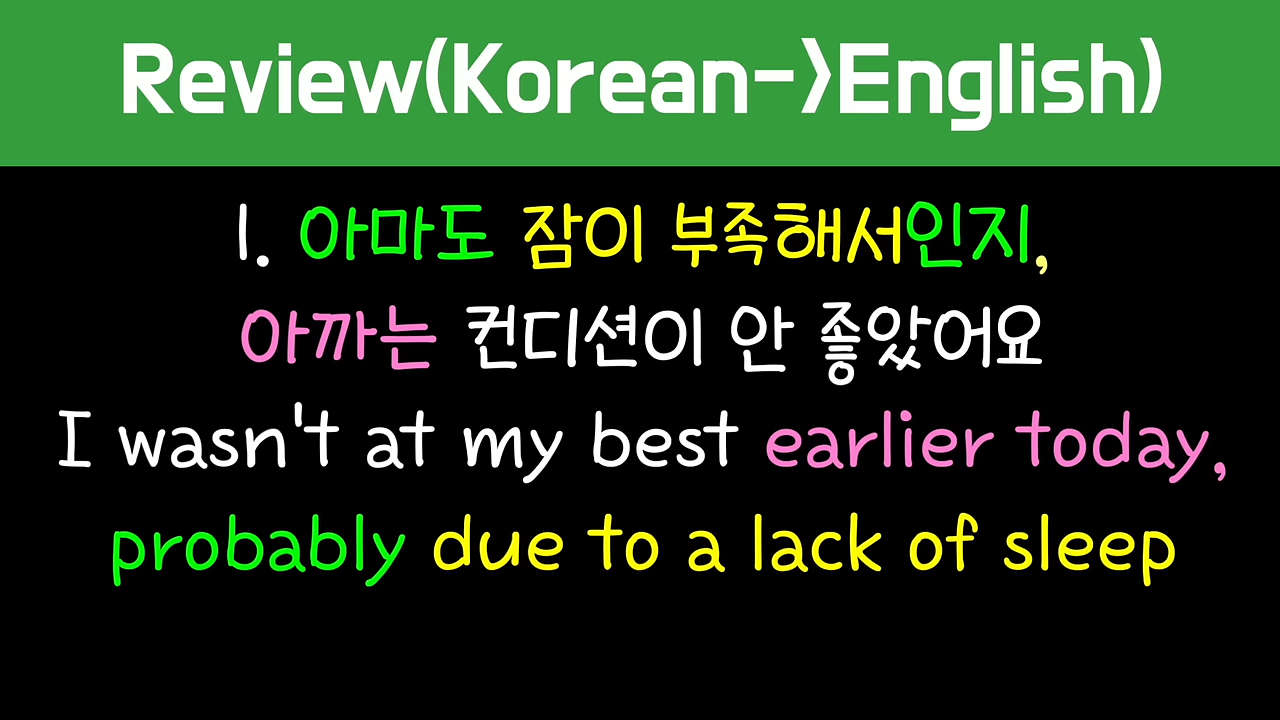 Review(Korean->English)
1. 아마도 잠이 부족해서인지,
아까는 컨디션이 안 좋았어요
I wasn't at my best earlier today,
probably due to a lack of sleep